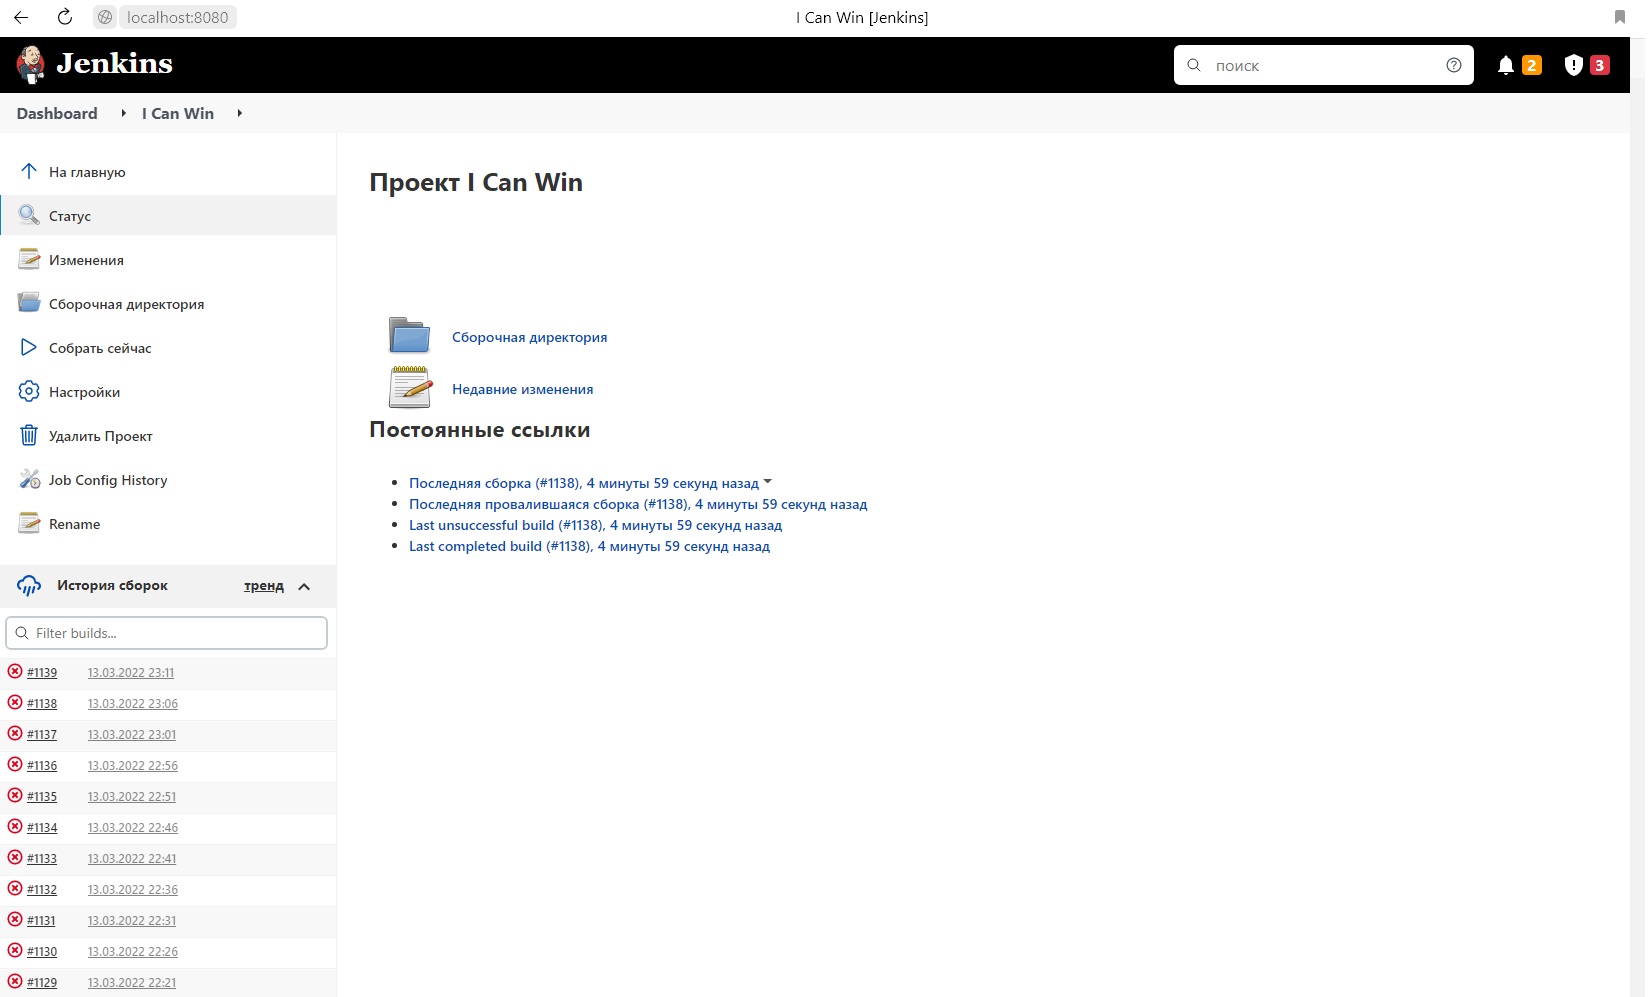 localhost:8080
I Can Win [Jenkins]
Jenkins
поиск
2
3
Dashboard
I Can Win
На главную
Статус
Изменения
Сборочная директория
Собрать сейчас
Настройки
Удалить Проект
Job Config History
Rename
История сборок
тренд
Filter builds...
#1139 13.03.2022 23:11
#1138 13.03.2022 23:06
#1137 13.03.2022 23:01
#1136 13.03.2022 22:56
#1135 13.03.2022 22:51
#1134 13.03.2022 22:46
#1133 13.03.2022 22:41
#1132 13.03.2022 22:36
#1131 13.03.2022 22:31
#1130 13.03.2022 22:26
#1129 13.03.2022 22:21
Проект I Can Win
Сборочная директория
Недавние изменения
Постоянные ссылки
Последняя сборка (#1138), 4 минуты 59 секунд назад
Последняя провалившаяся сборка (#1138), 4 минуты 59 секунд назад
Last unsuccessful build (#1138), 4 минуты 59 секунд назад
Last completed build (#1138), 4 минуты 59 секунд назад